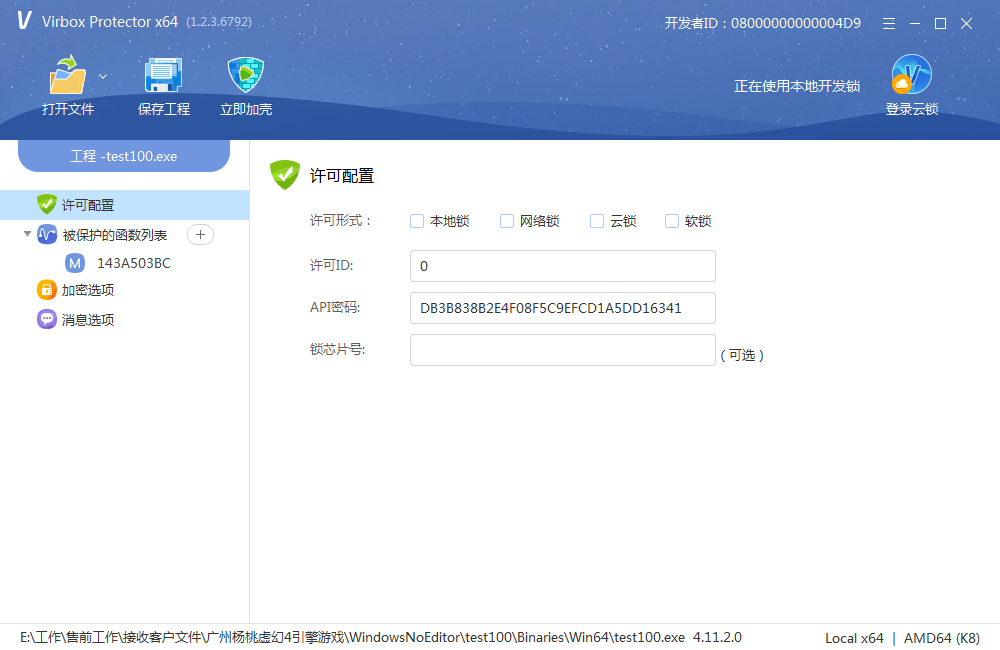 Virbox Protector x64 (1.2.3.6792)
开发者ID：08000000000004D9
打开文件 保存工程 立即加壳
正在使用本地开发锁
登录云锁
工程 -test100.exe
许可配置
被保护的函数列表
M 143A503BC
加密选项
消息选项
许可配置
许可形式： 本地锁 网络锁 云锁 软锁
许可ID: 0
API密码: DB3B838B2E4F08F5C9EFCD1A5DD16341
锁芯片号: (可选)
E:\工作\售前工作\接收客户文件\广州杨桃虚幻4引擎游戏\WindowsNoEditor\test100\Binaries\Win64\test100.exe 4.11.2.0
Local x64 | AMD64 (K8)